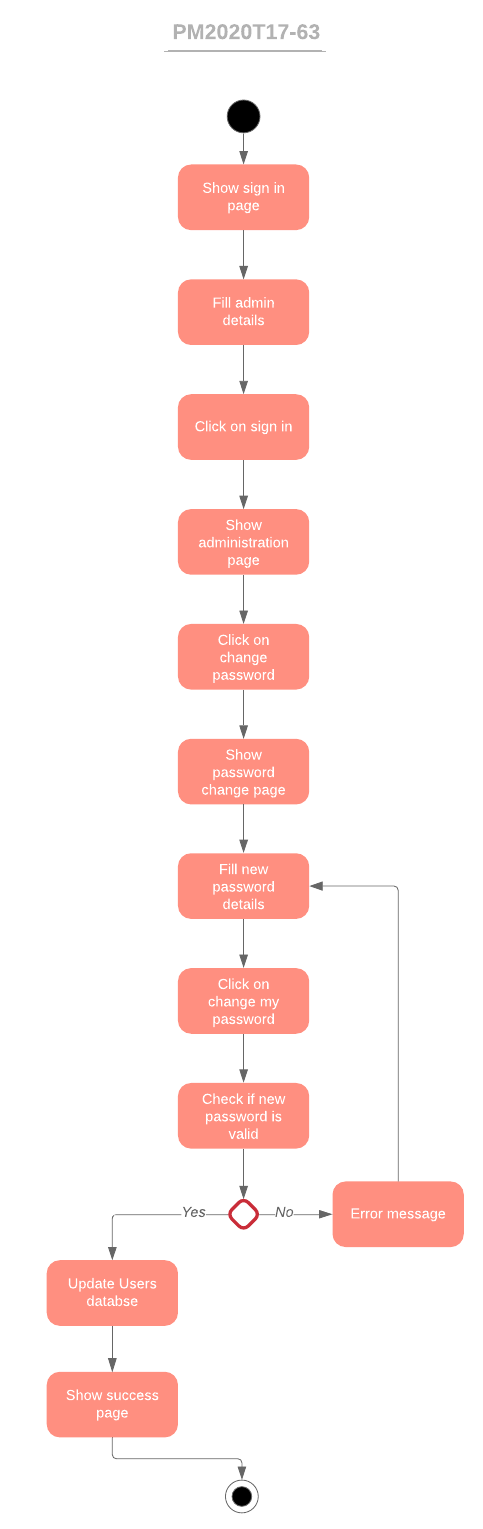 PM2020T17-63
Show sign in
page
Fill admin
details
Click on sign in
Show
administration
page
Click on
change
password
Show
password
change page
Fill new
password
details
Click on
change my
password
Check if new
password is
valid
Yes
No
Error message
Update Users
databse
Show success
page